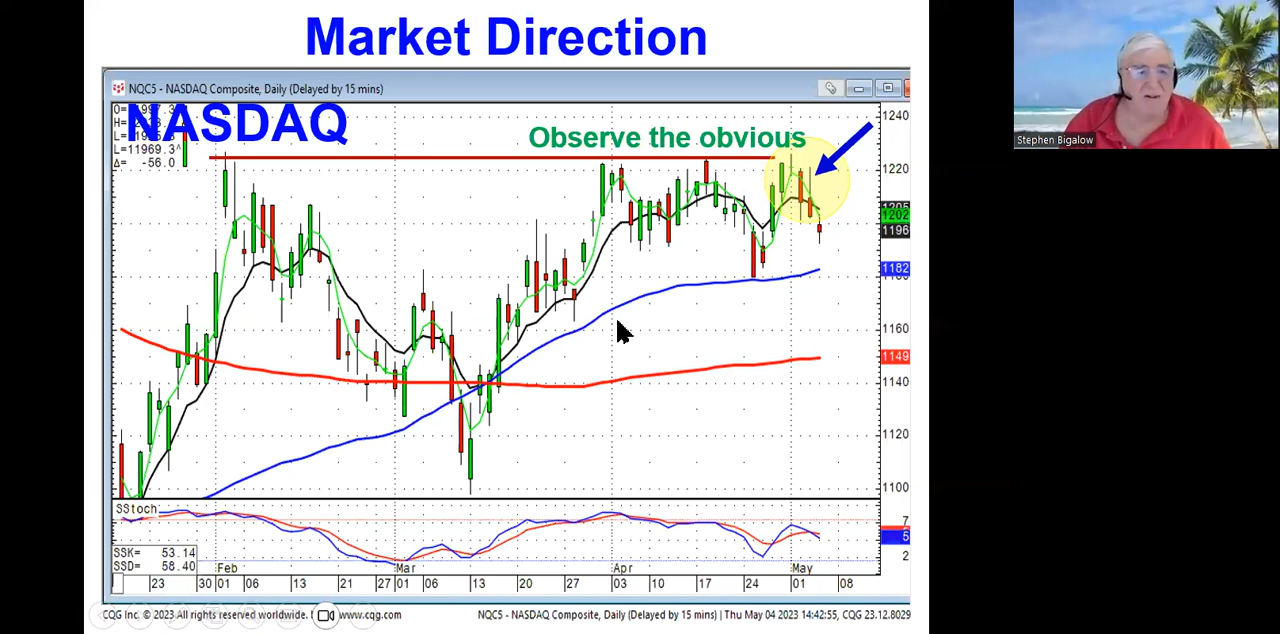 Market Direction
NQC5 - NASDAQ Composite, Daily (Delayed by 15 mins)
NASDAQ
Observe the obvious
L=11969.3^
Δ= -56.0
1240
1220
1205
1202
1196
1182
1160
1149
1140
1120
1100
SStoch
7
5
2
SSK= 53.14
SSD= 58.40
Feb Mar Apr May
23 30 01 06 13 21 27 01 06 13 20 27 03 10 17 24 01 08
CQG Inc. © 2023 All rights reserved worldwide. www.cqg.com
NQC5 - NASDAQ Composite, Daily (Delayed by 15 mins) | Thu May 04 2023 14:42:55, CQG 23.12.8029
Stephen Bigalow